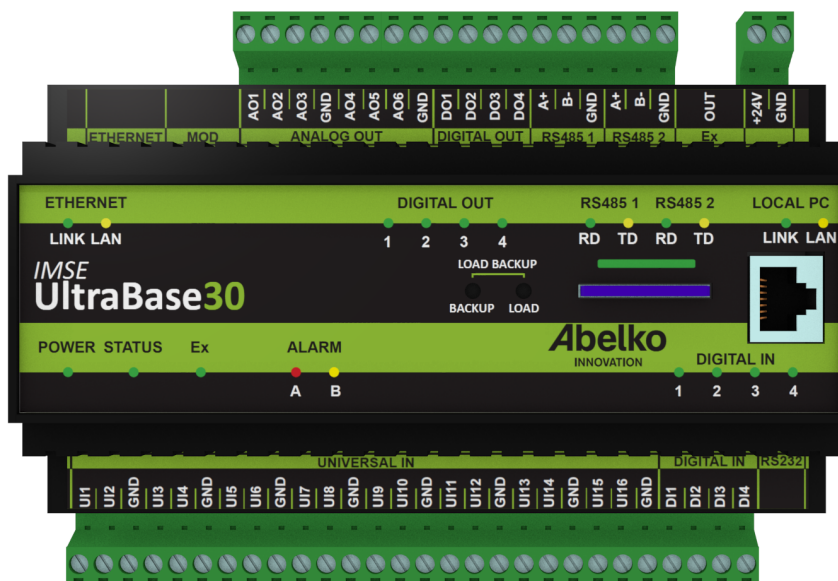 AO1 AO2 AO3 GND AO4 AO5 AO6 GND DO1 DO2 DO3 DO4 A+ B- GND A+ B- GND OUT +24V GND
ETHERNET MOD ANALOG OUT DIGITAL OUT RS485 1 RS485 2 Ex
ETHERNET DIGITAL OUT RS485 1 RS485 2 LOCAL PC
LINK LAN 1 2 3 4 RD TD RD TD LINK LAN
IMSE
UltraBase30
LOAD BACKUP
BACKUP LOAD
Abelko
INNOVATION
POWER STATUS Ex ALARM DIGITAL IN
A B 1 2 3 4
UNIVERSAL IN DIGITAL IN RS232
UI1 UI2 GND UI3 UI4 GND UI5 UI6 GND UI7 UI8 GND UI9 UI10 GND UI11 UI12 GND UI13 UI14 GND UI15 UI16 GND DI1 DI2 DI3 DI4